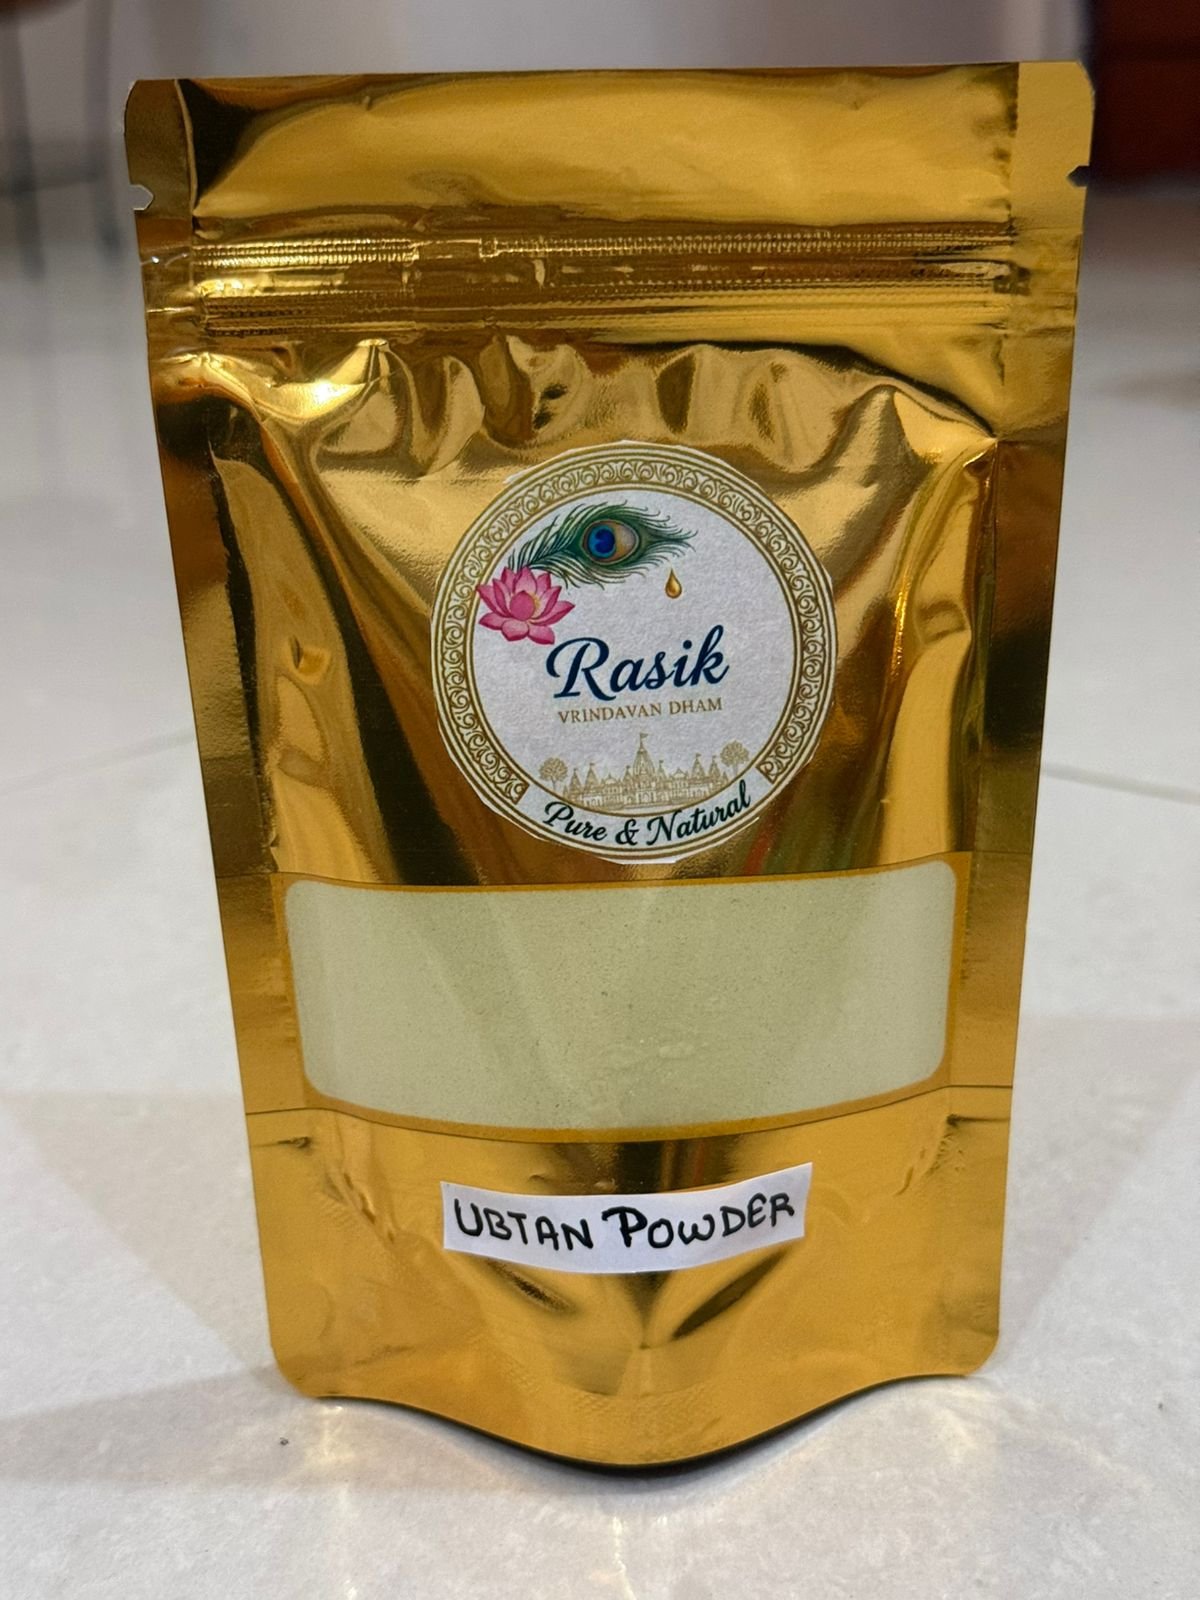 Rasik
VRINDAVAN DHAM
Pure & Natural
UBTAN POWDER